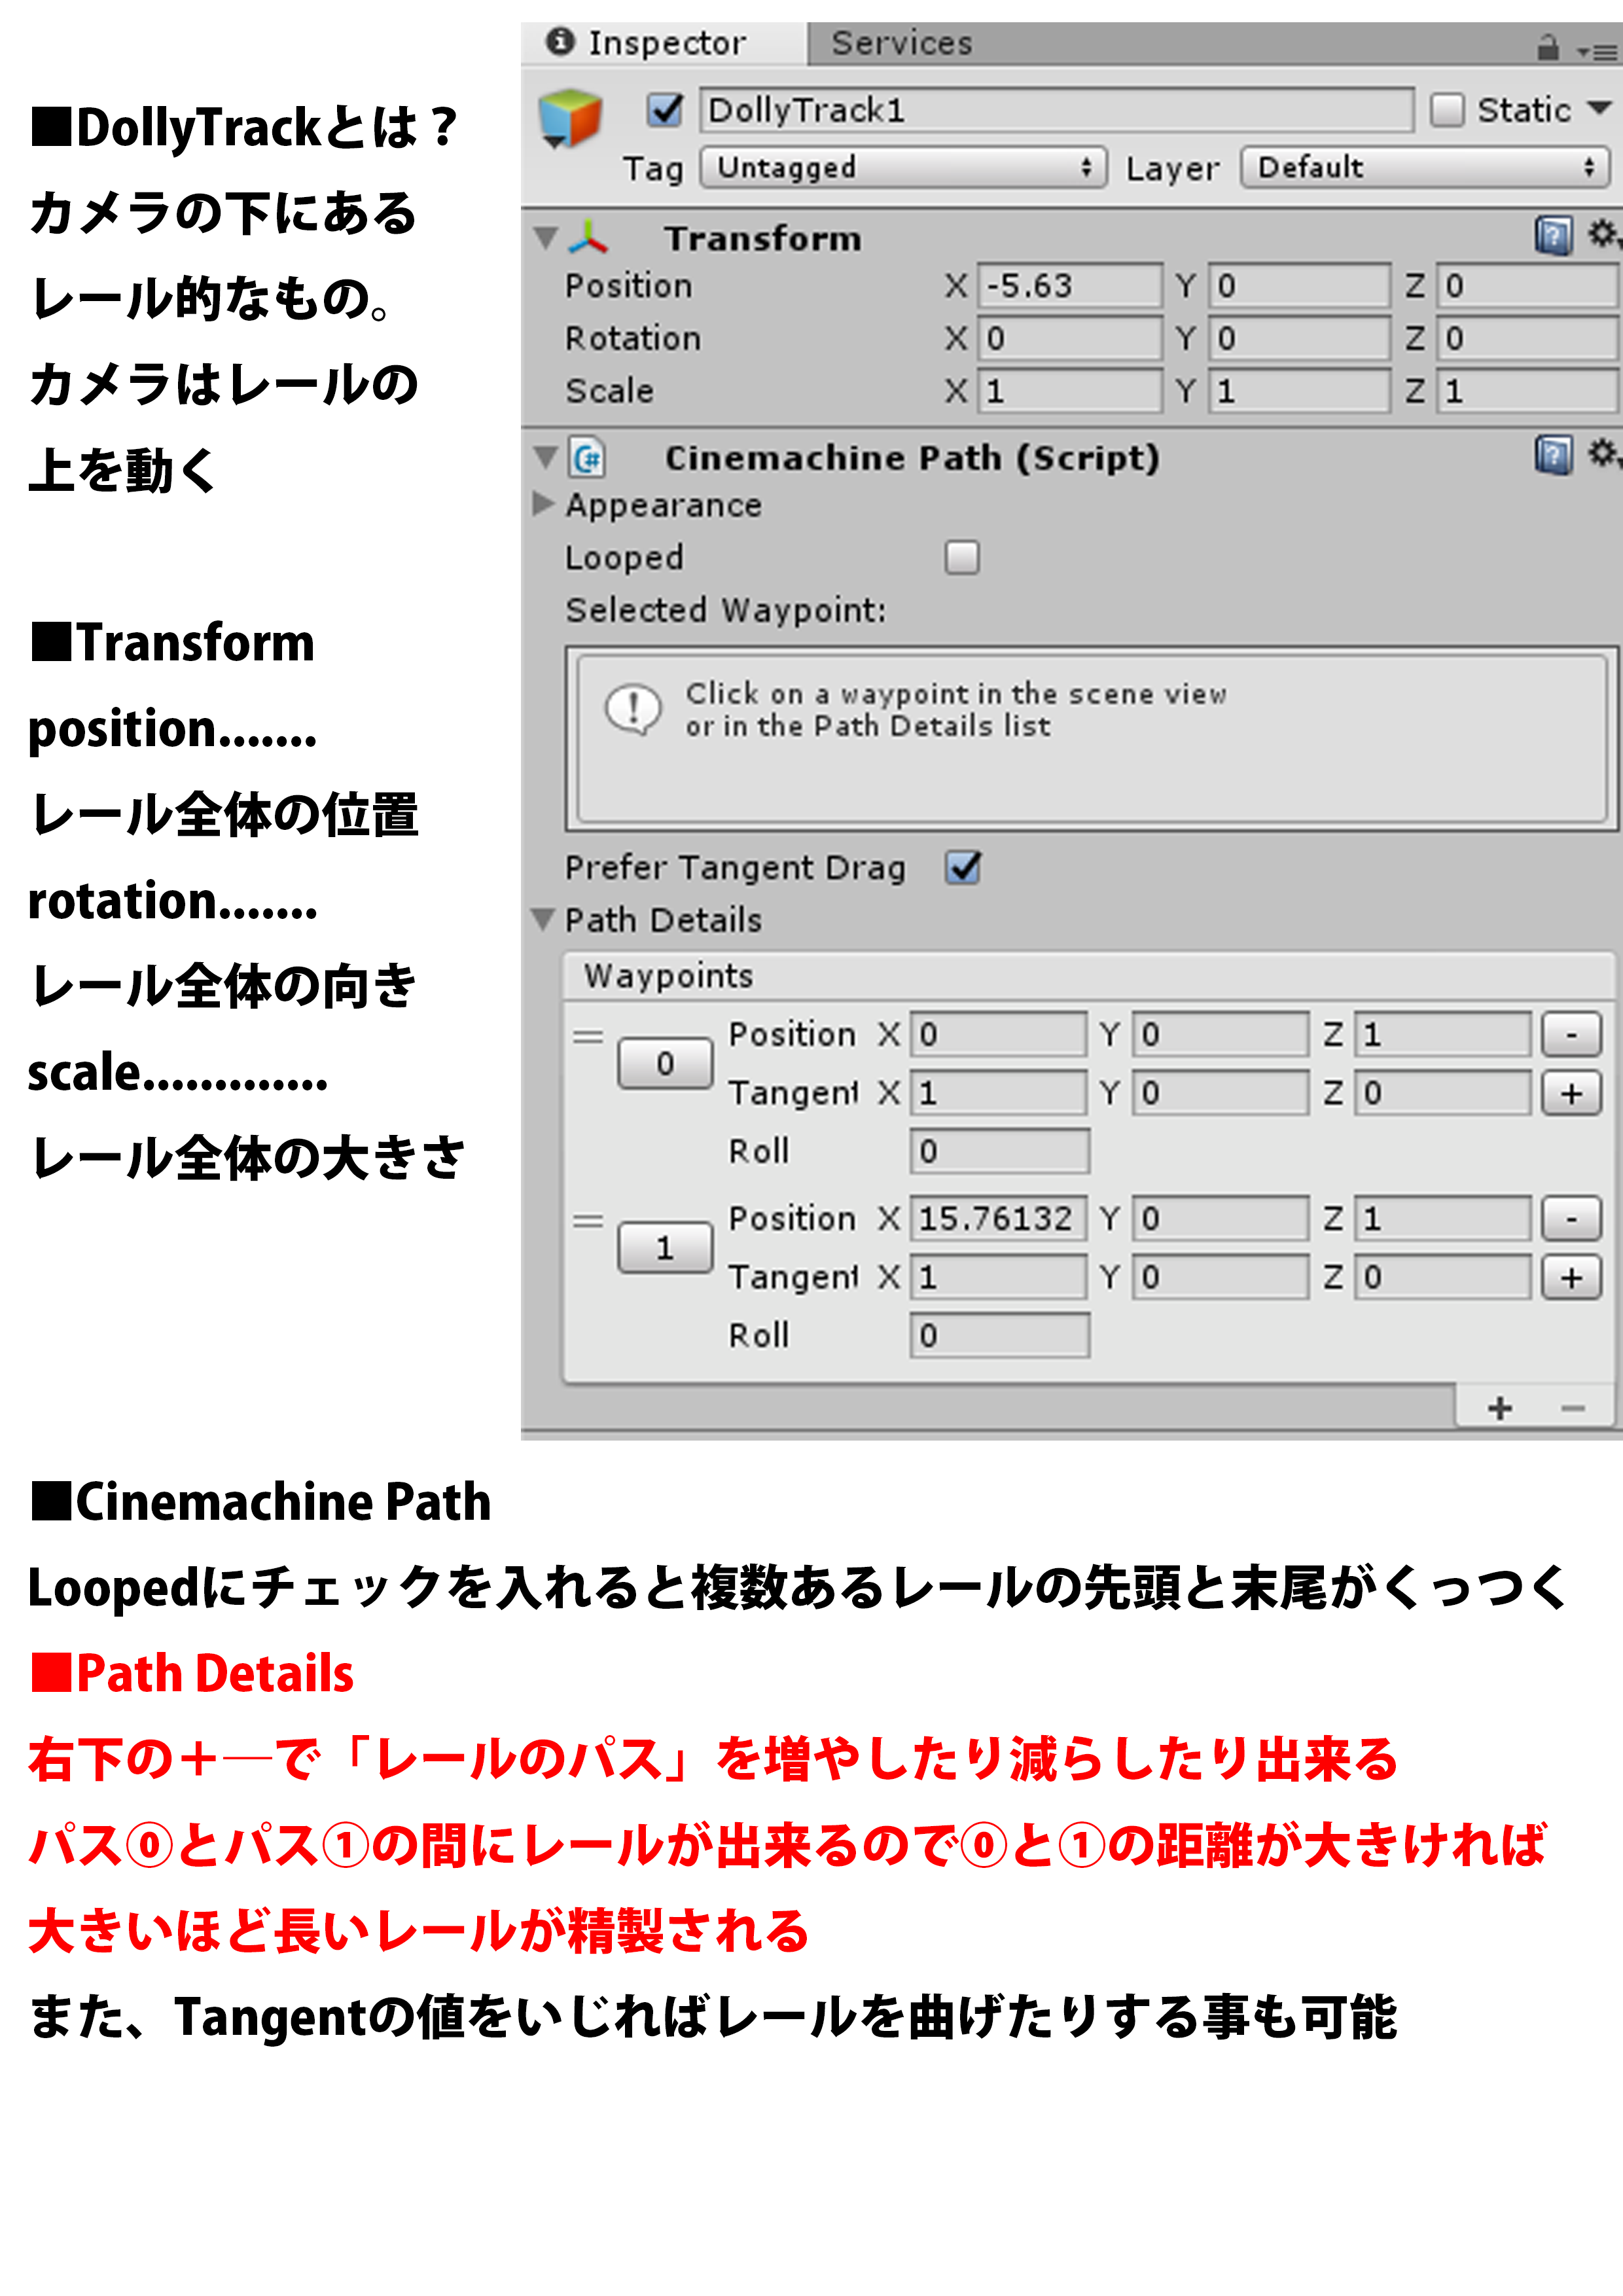 ■DollyTrackとは？
カメラの下にある
レール的なもの。
カメラはレールの
上を動く
■Transform
position.......
レール全体の位置
rotation.......
レール全体の向き
scale.............
レール全体の大きさ
Inspector Services
DollyTrack1 Static
Tag Untagged Layer Default
Transform
Position X -5.63 Y 0 Z 0
Rotation X 0 Y 0 Z 0
Scale X 1 Y 1 Z 1
Cinemachine Path (Script)
Appearance
Looped
Selected Waypoint:
Click on a waypoint in the scene view
or in the Path Details list
Prefer Tangent Drag
Path Details
Waypoints
0
Position X 0 Y 0 Z 1 -
Tangent X 1 Y 0 Z 0 +
Roll 0
1
Position X 15.76132 Y 0 Z 1 -
Tangent X 1 Y 0 Z 0 +
Roll 0
+ −
■Cinemachine Path
Loopedにチェックを入れると複数あるレールの先頭と末尾がくっつく
■Path Details
右下の＋―で「レールのパス」を増やしたり減らしたり出来る
パス⓪とパス①の間にレールが出来るので⓪と①の距離が大きければ
大きいほど長いレールが精製される
また、Tangentの値をいじればレールを曲げたりする事も可能